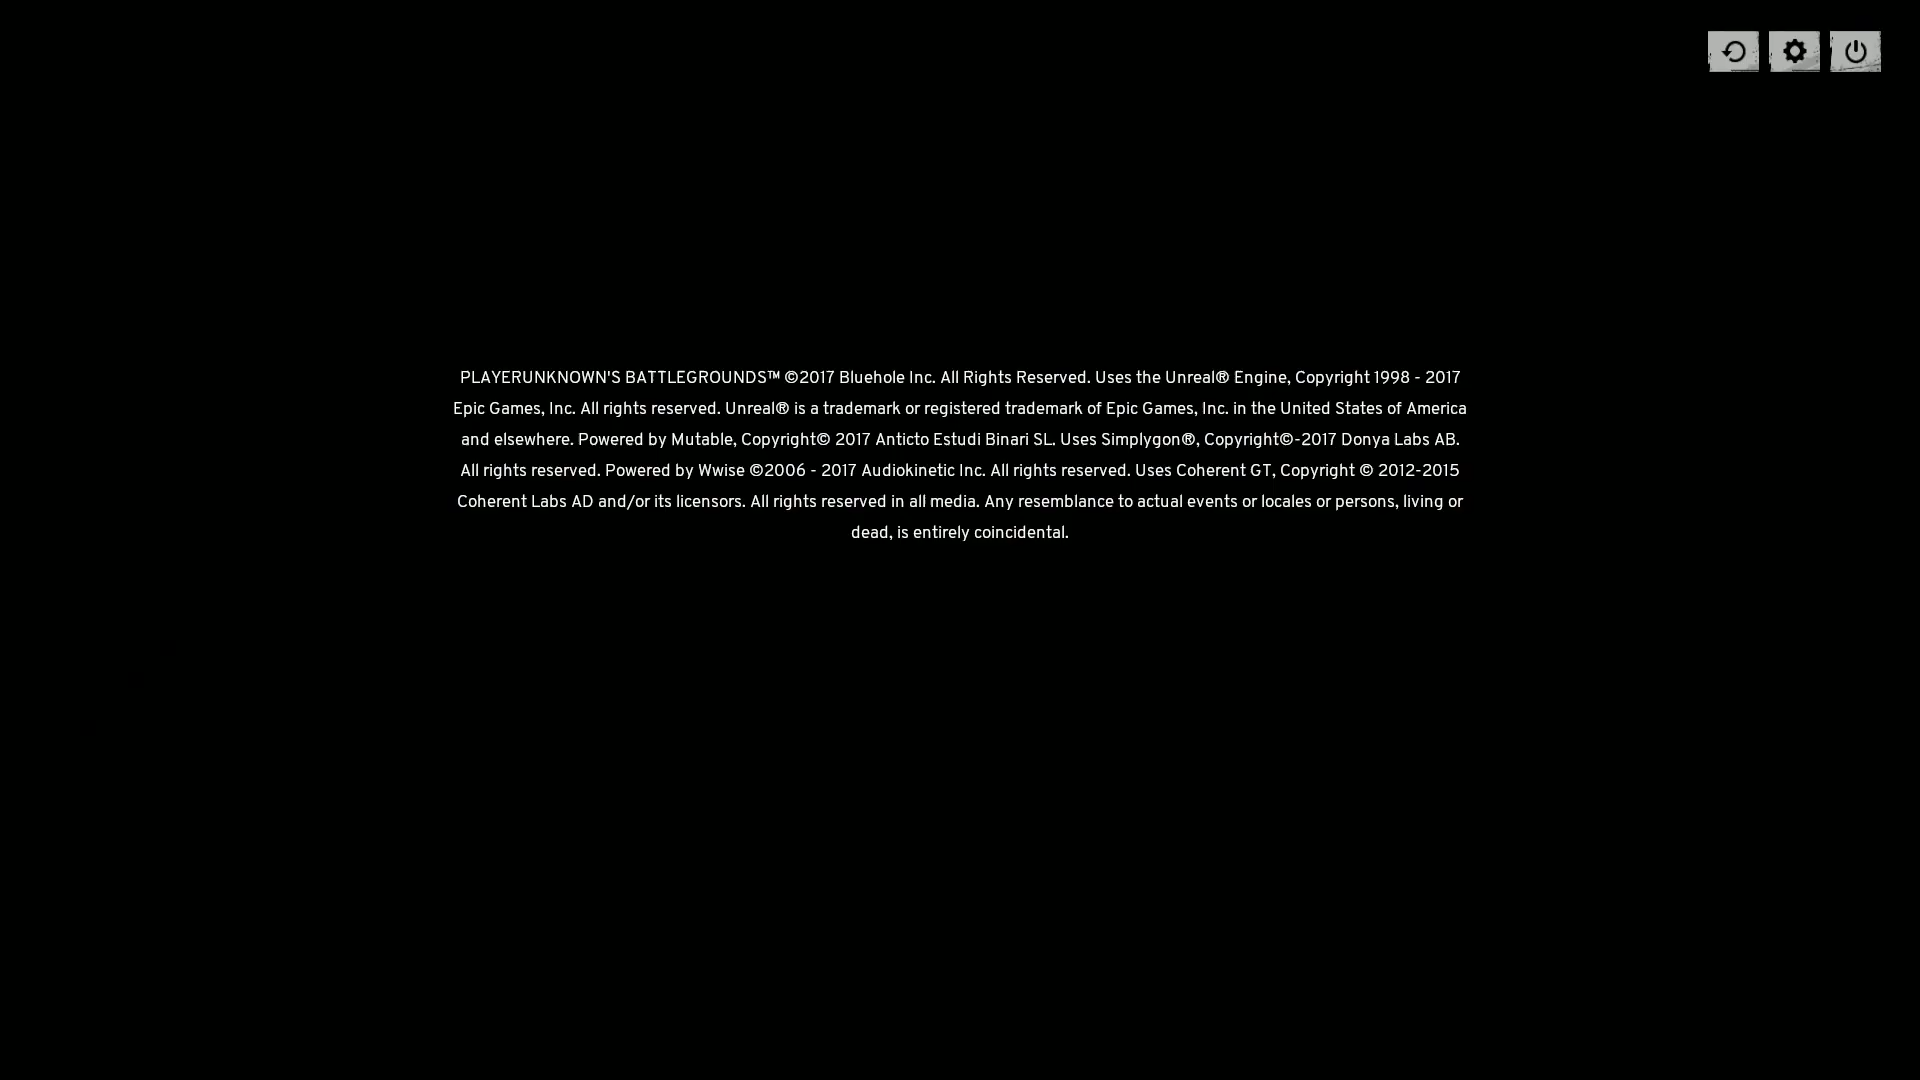 PLAYERUNKNOWN'S BATTLEGROUNDS™ ©2017 Bluehole Inc. All Rights Reserved. Uses the Unreal® Engine, Copyright 1998 - 2017
Epic Games, Inc. All rights reserved. Unreal® is a trademark or registered trademark of Epic Games, Inc. in the United States of America
and elsewhere. Powered by Mutable, Copyright© 2017 Anticto Estudi Binari SL. Uses Simplygon®, Copyright©-2017 Donya Labs AB.
All rights reserved. Powered by Wwise ©2006 - 2017 Audiokinetic Inc. All rights reserved. Uses Coherent GT, Copyright © 2012-2015
Coherent Labs AD and/or its licensors. All rights reserved in all media. Any resemblance to actual events or locales or persons, living or
dead, is entirely coincidental.